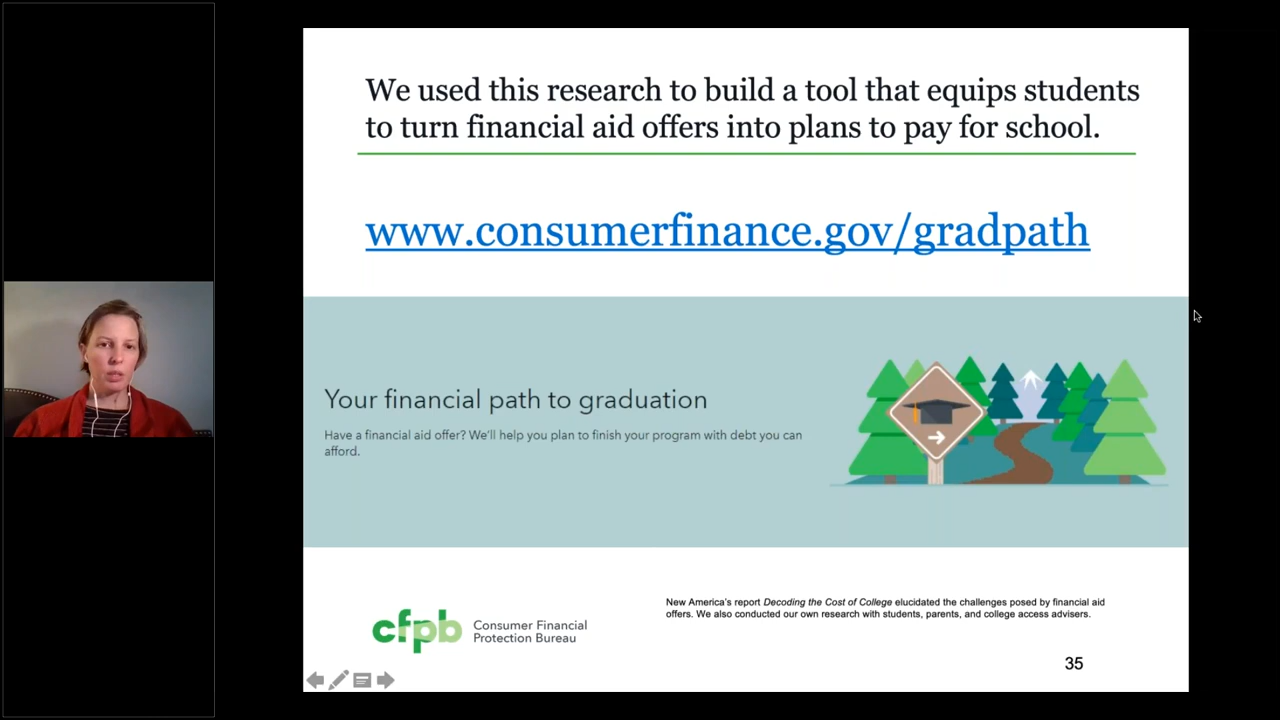 We used this research to build a tool that equips students
to turn financial aid offers into plans to pay for school.
www.consumerfinance.gov/gradpath
Your financial path to graduation
Have a financial aid offer? We'll help you plan to finish your program with debt you can
afford.
New America's report Decoding the Cost of College elucidated the challenges posed by financial aid
offers. We also conducted our own research with students, parents, and college access advisers.
cfpb
Consumer Financial
Protection Bureau
35